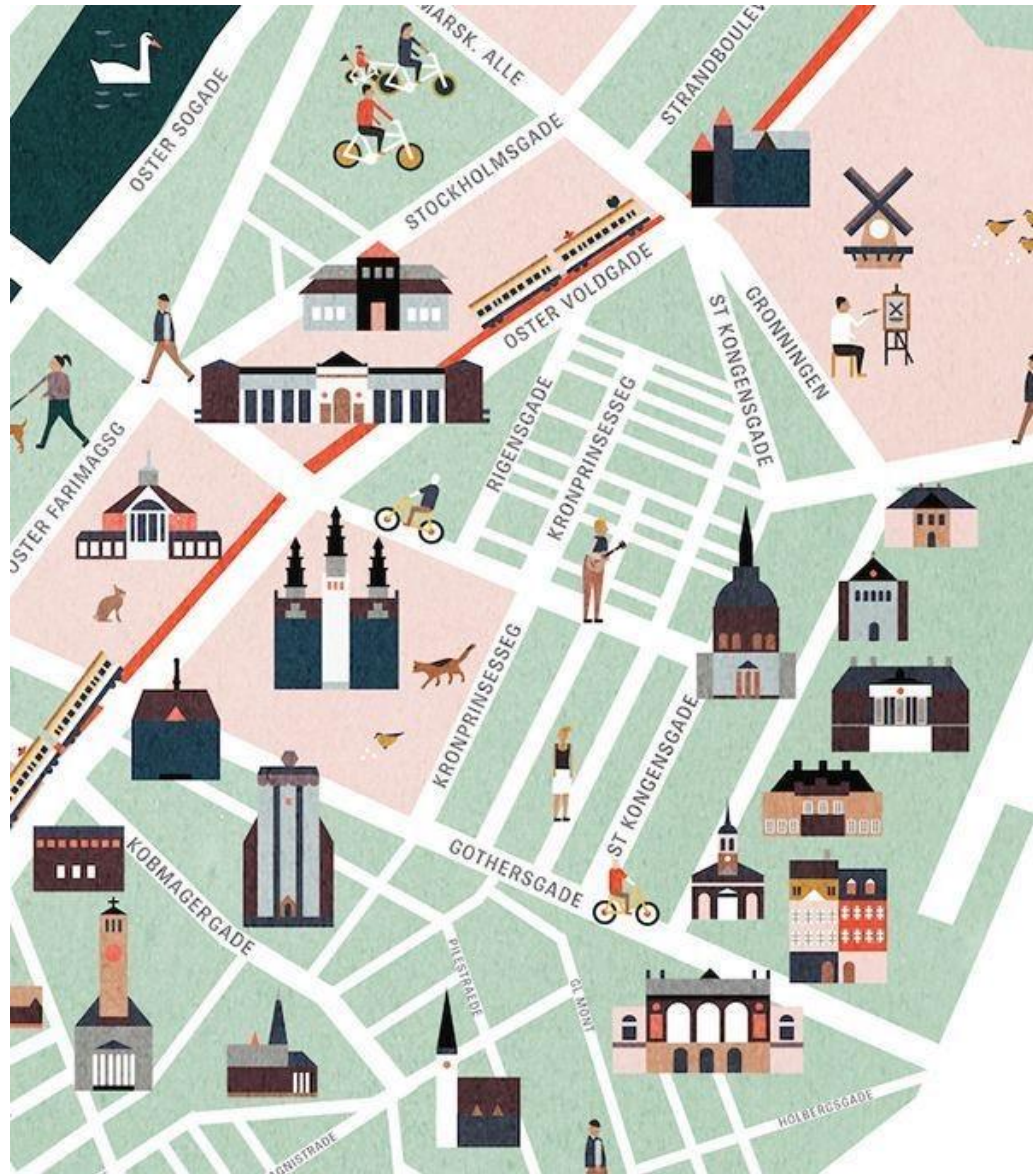 MARSK. ALLE
STRANDBOULEV
OSTER SOGADE
STOCKHOLMSGADE
OSTER VOLDGADE
GRONNINGEN
ST KONGENSGADE
RIGENSGADE
KRONPRINSESSEG
OSTER FARIMAGSG
KRONPRINSESSEG
ST KONGENSGADE
GOTHERSGADE
KOBMAGERGADE
PILESTRAEDE
GL MONT
HOLBERGSGADE
GNISTRADE